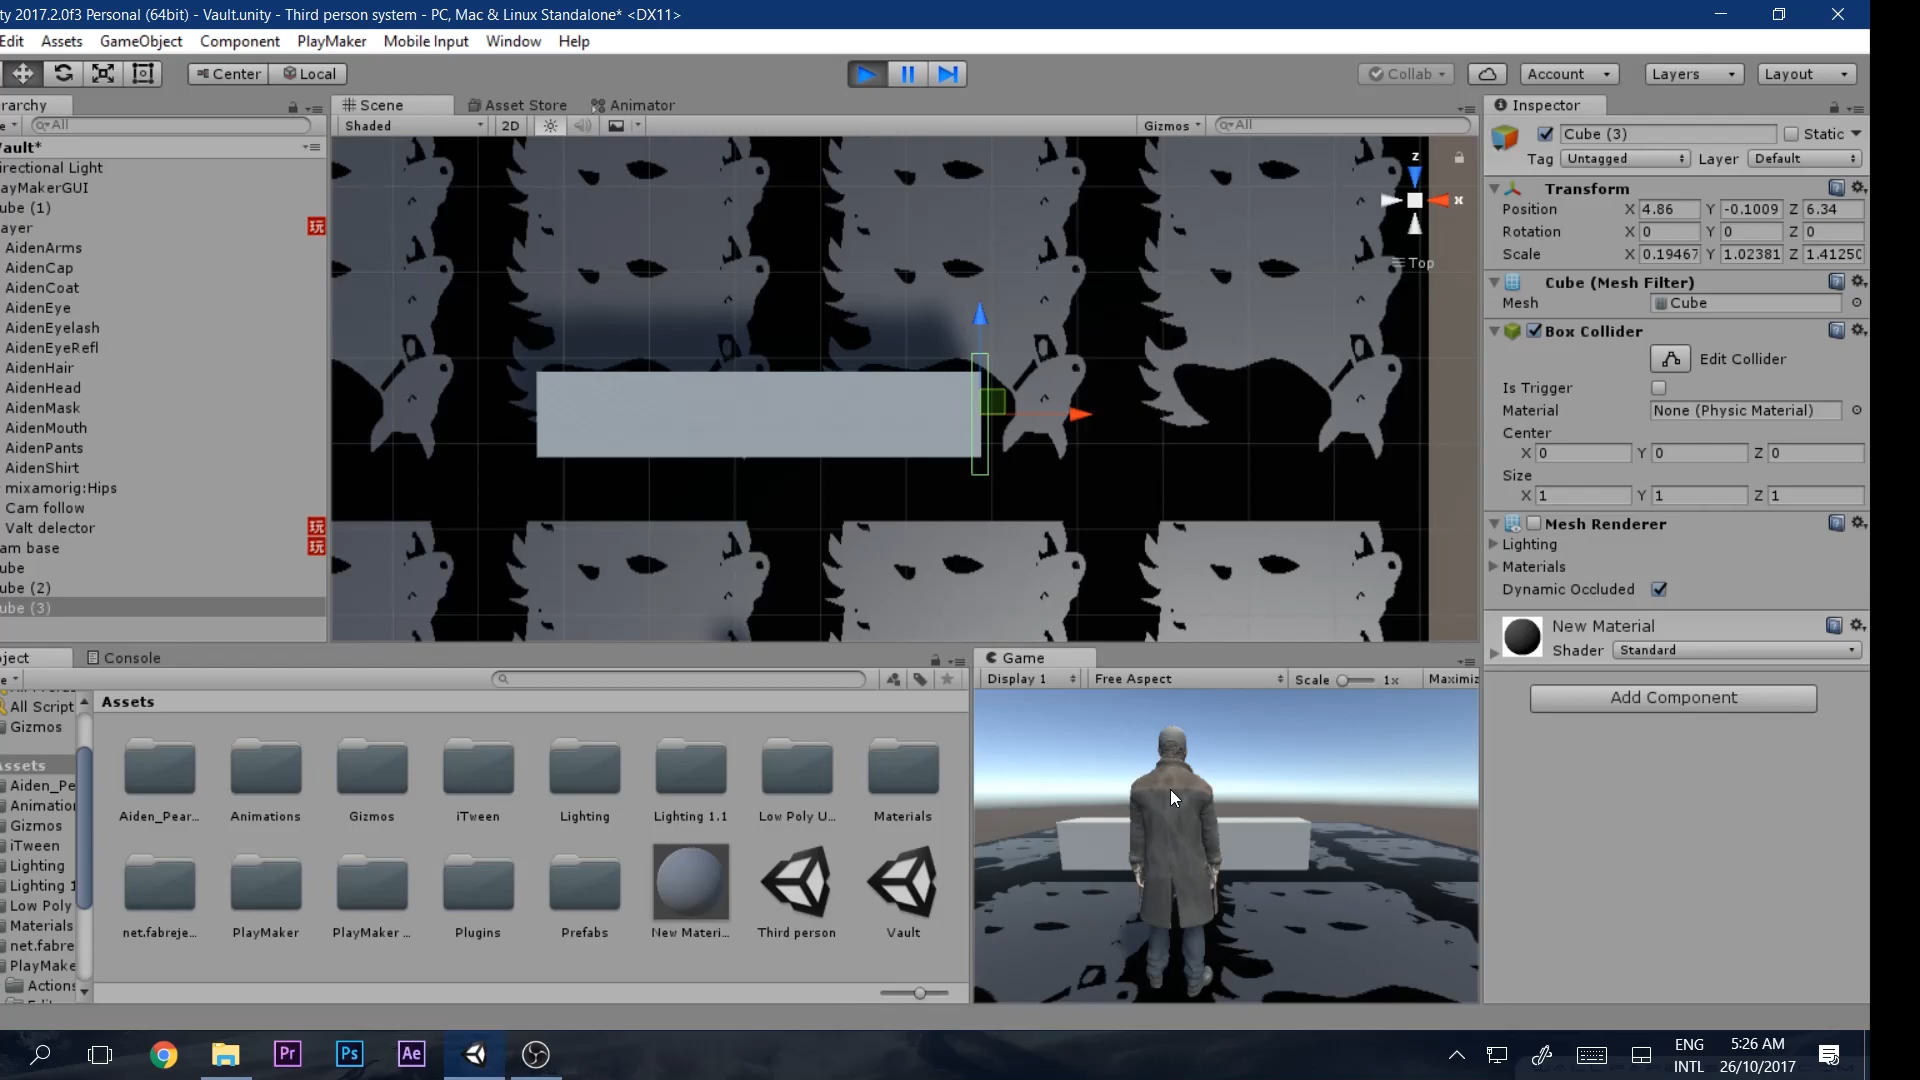 ty 2017.2.0f3 Personal (64bit) - Vault.unity - Third person system - PC, Mac & Linux Standalone* <DX11>
Edit Assets GameObject Component PlayMaker Mobile Input Window Help
Center Local Collab Account Layers Layout
rarchy Scene Asset Store Animator Inspector
All Shaded 2D Gizmos All
Cube (3) Static
Tag Untagged Layer Default
Vault*
irectional Light
ayMakerGUI
ube (1)
ayer 玩
AidenArms
AidenCap
AidenCoat
AidenEye
AidenEyelash
AidenEyeRefl
AidenHair
AidenHead
AidenMask
AidenMouth
AidenPants
AidenShirt
mixamorig:Hips
Cam follow
Valt delector 玩
am base 玩
ube
ube (2)
ube (3)
z
x
Top
Transform
Position X 4.86 Y -0.1009 Z 6.34
Rotation X 0 Y 0 Z 0
Scale X 0.19467 Y 1.02381 Z 1.4125C
Cube (Mesh Filter)
Mesh Cube
Box Collider
Edit Collider
Is Trigger
Material None (Physic Material)
Center
X 0 Y 0 Z 0
Size
X 1 Y 1 Z 1
Mesh Renderer
Lighting
Materials
Dynamic Occluded
New Material
Shader Standard
Add Component
ject Console
All Script
Gizmos
Assets
Aiden_Pe
Animation
Gizmos
iTween
Lighting
Lighting 1
Low Poly
Materials
net.fabre
PlayMake
Actions
Assets
Aiden_Pear... Animations Gizmos iTween Lighting Lighting 1.1 Low Poly U... Materials
net.fabreje... PlayMaker PlayMaker ... Plugins Prefabs New Materi... Third person Vault
Game
Display 1 Free Aspect Scale 1x Maximiz
Pr Ps Ae
ENG
INTL
5:26 AM
26/10/2017